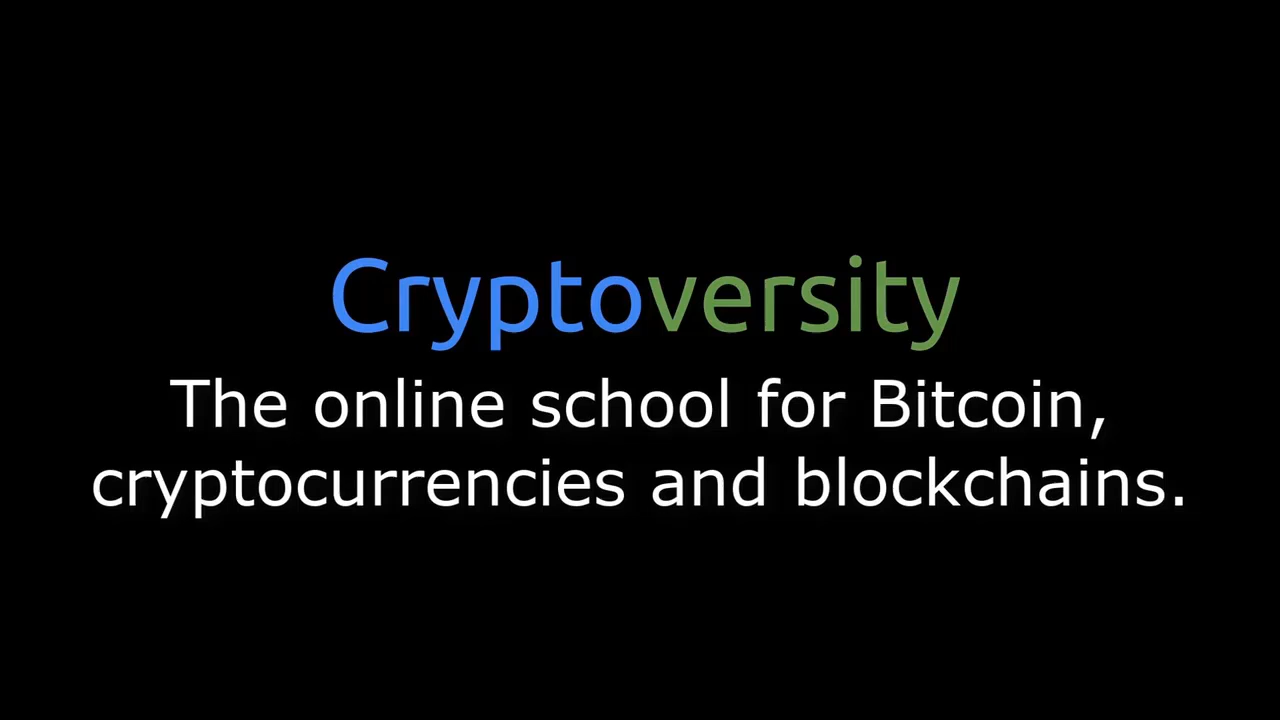 Cryptoversity
The online school for Bitcoin,
cryptocurrencies and blockchains.